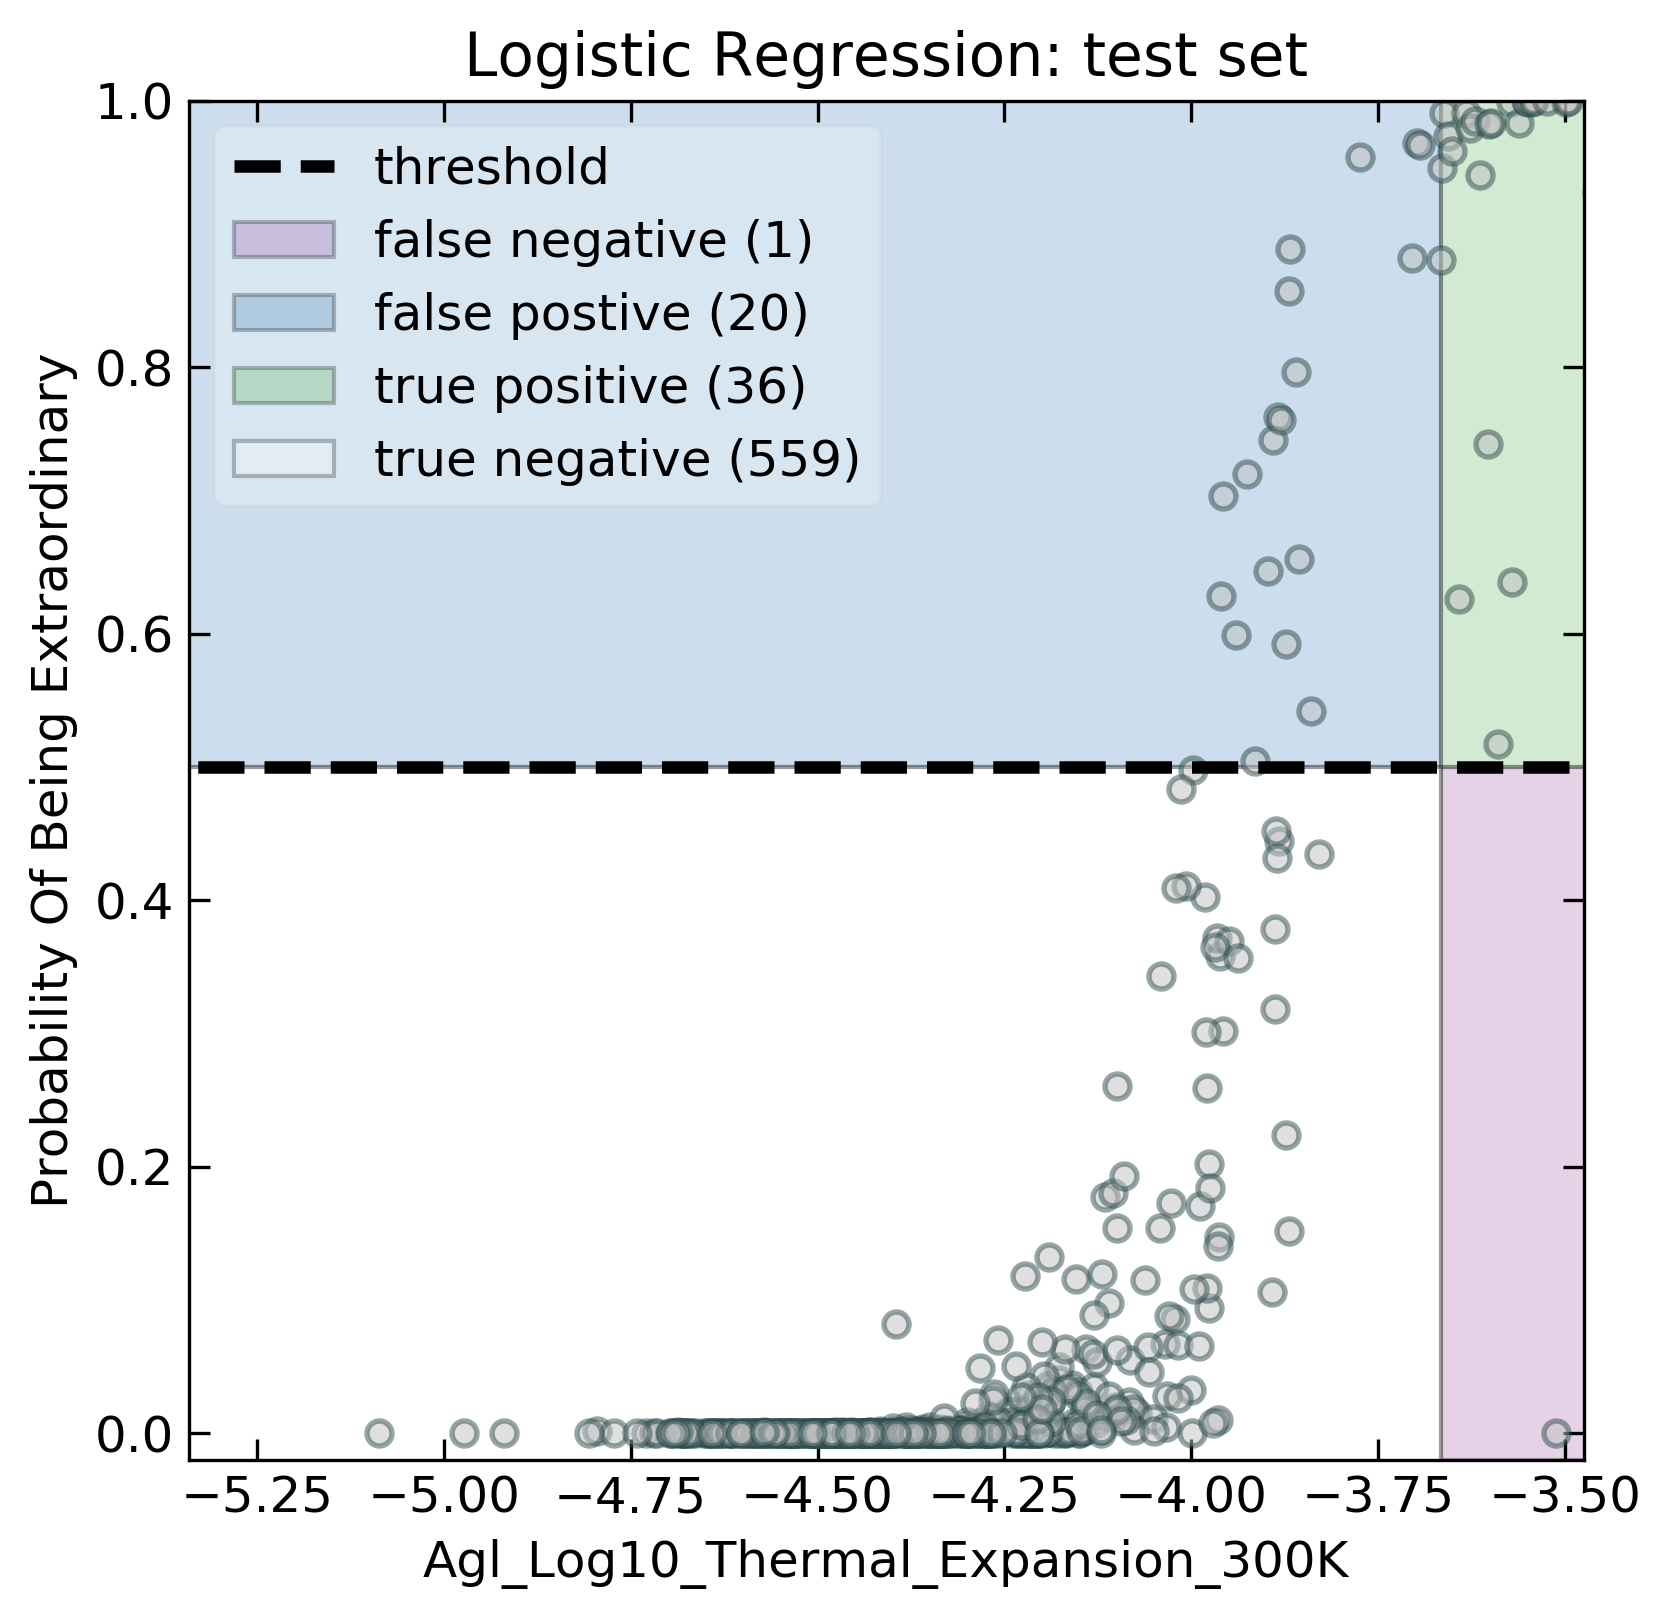 Logistic Regression: test set
1.0
0.8
0.6
0.4
0.2
0.0
Probability Of Being Extraordinary
threshold
false negative (1)
false postive (20)
true positive (36)
true negative (559)
−5.25 −5.00 −4.75 −4.50 −4.25 −4.00 −3.75 −3.50
Agl_Log10_Thermal_Expansion_300K